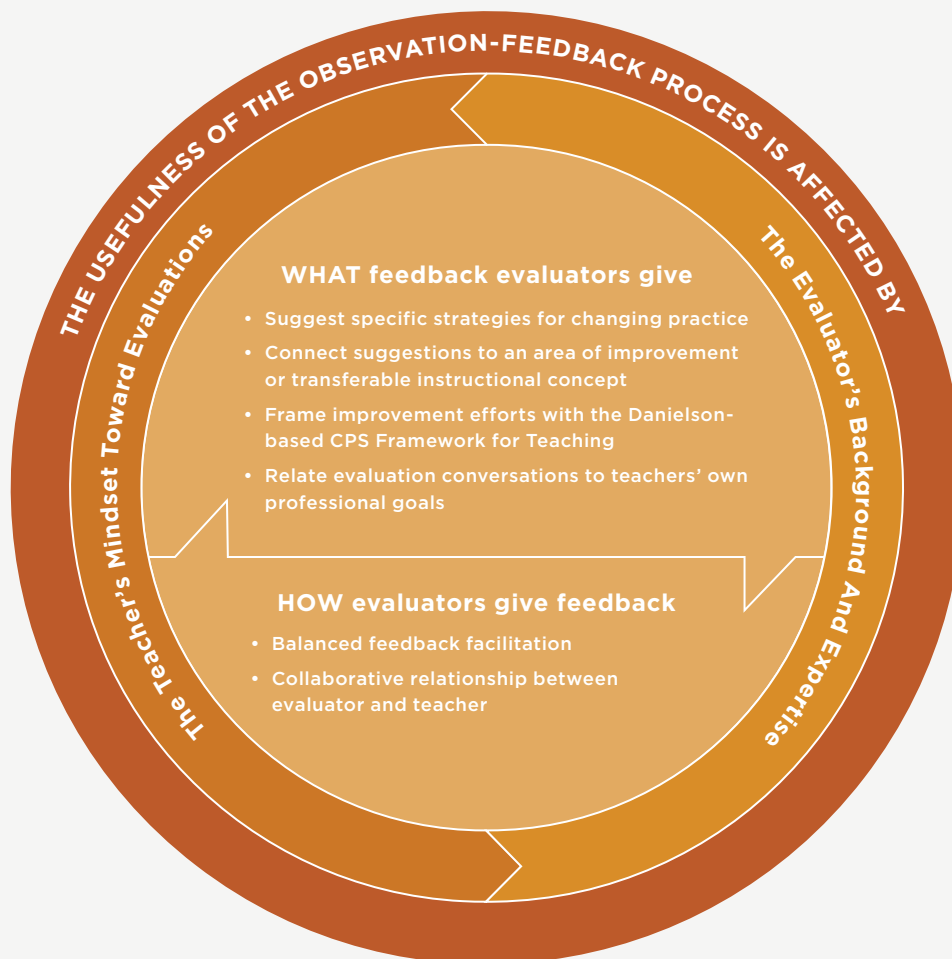 THE USEFULNESS OF THE OBSERVATION-FEEDBACK PROCESS IS AFFECTED BY
The Teacher's Mindset Toward Evaluations
The Evaluator's Background And Expertise
WHAT feedback evaluators give
• Suggest specific strategies for changing practice
• Connect suggestions to an area of improvement
or transferable instructional concept
• Frame improvement efforts with the Danielson-
based CPS Framework for Teaching
• Relate evaluation conversations to teachers' own
professional goals
HOW evaluators give feedback
• Balanced feedback facilitation
• Collaborative relationship between
evaluator and teacher